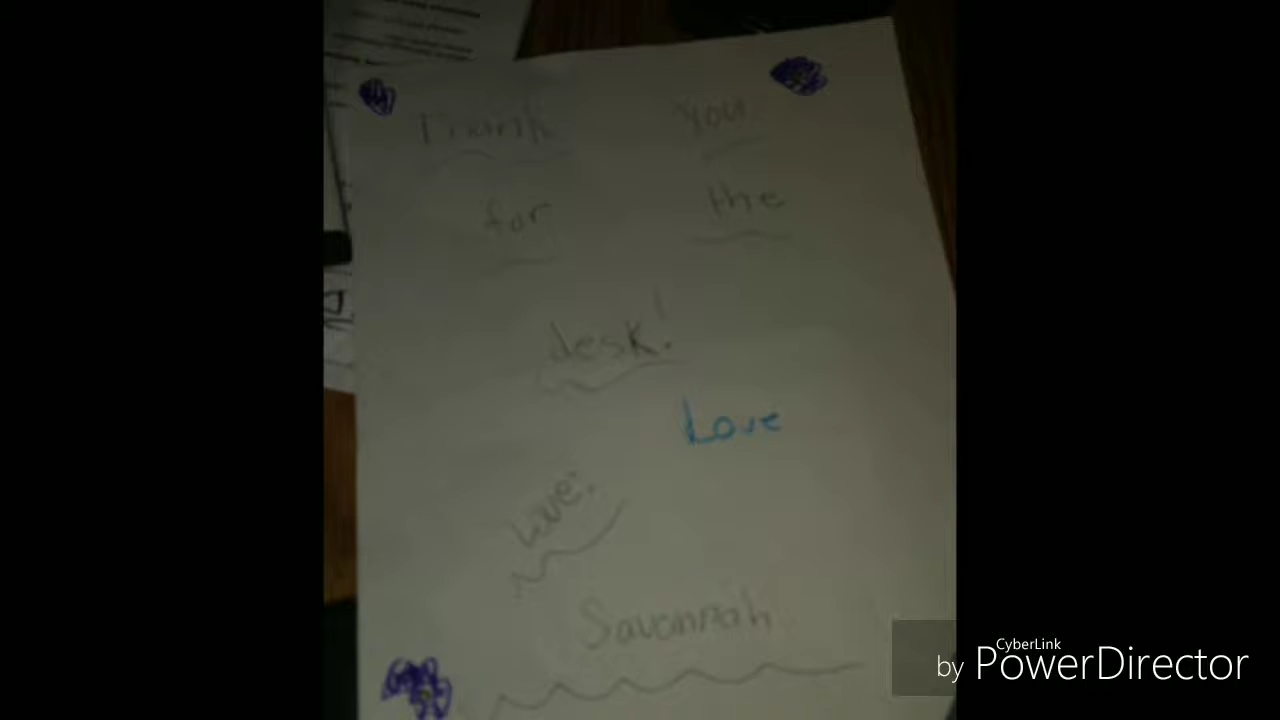 Thank you
for the
desk!
Love
Love,
Savannah
CyberLink
by PowerDirector